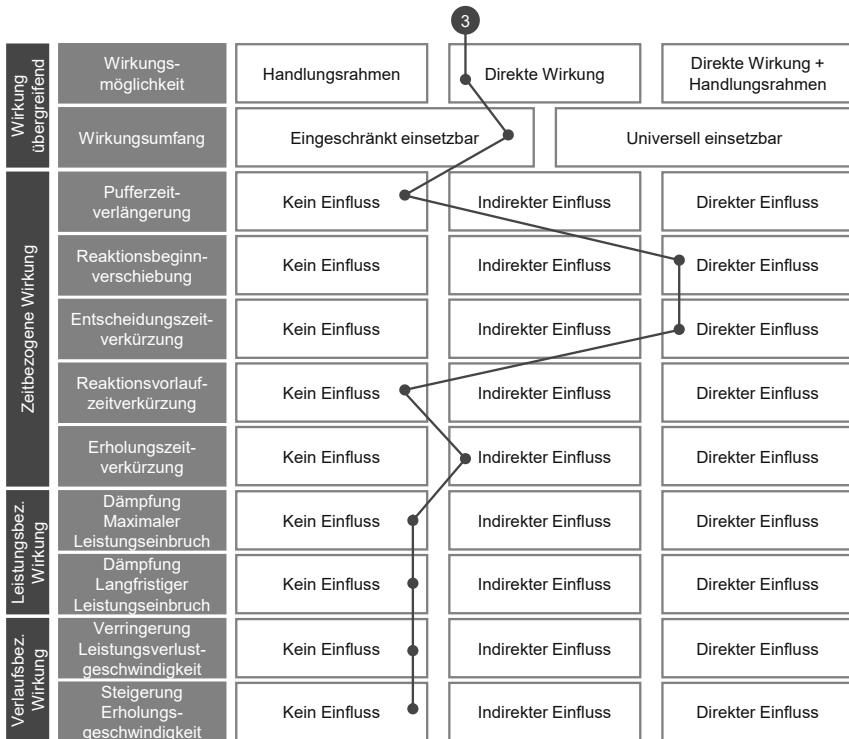 3
Wirkung
übergreifend
Wirkungs-
möglichkeit
Handlungsrahmen
Direkte Wirkung
Direkte Wirkung +
Handlungsrahmen
Wirkungsumfang
Eingeschränkt einsetzbar
Universell einsetzbar
Zeitbezogene Wirkung
Pufferzeit-
verlängerung
Kein Einfluss
Indirekter Einfluss
Direkter Einfluss
Reaktionsbeginn-
verschiebung
Kein Einfluss
Indirekter Einfluss
Direkter Einfluss
Entscheidungszeit-
verkürzung
Kein Einfluss
Indirekter Einfluss
Direkter Einfluss
Reaktionsvorlauf-
zeitverkürzung
Kein Einfluss
Indirekter Einfluss
Direkter Einfluss
Erholungszeit-
verkürzung
Kein Einfluss
Indirekter Einfluss
Direkter Einfluss
Leistungsbez.
Wirkung
Dämpfung
Maximaler
Leistungseinbruch
Kein Einfluss
Indirekter Einfluss
Direkter Einfluss
Dämpfung
Langfristiger
Leistungseinbruch
Kein Einfluss
Indirekter Einfluss
Direkter Einfluss
Verlaufsbez.
Wirkung
Verringerung
Leistungsverlust-
geschwindigkeit
Kein Einfluss
Indirekter Einfluss
Direkter Einfluss
Steigerung
Erholungs-
geschwindigkeit
Kein Einfluss
Indirekter Einfluss
Direkter Einfluss